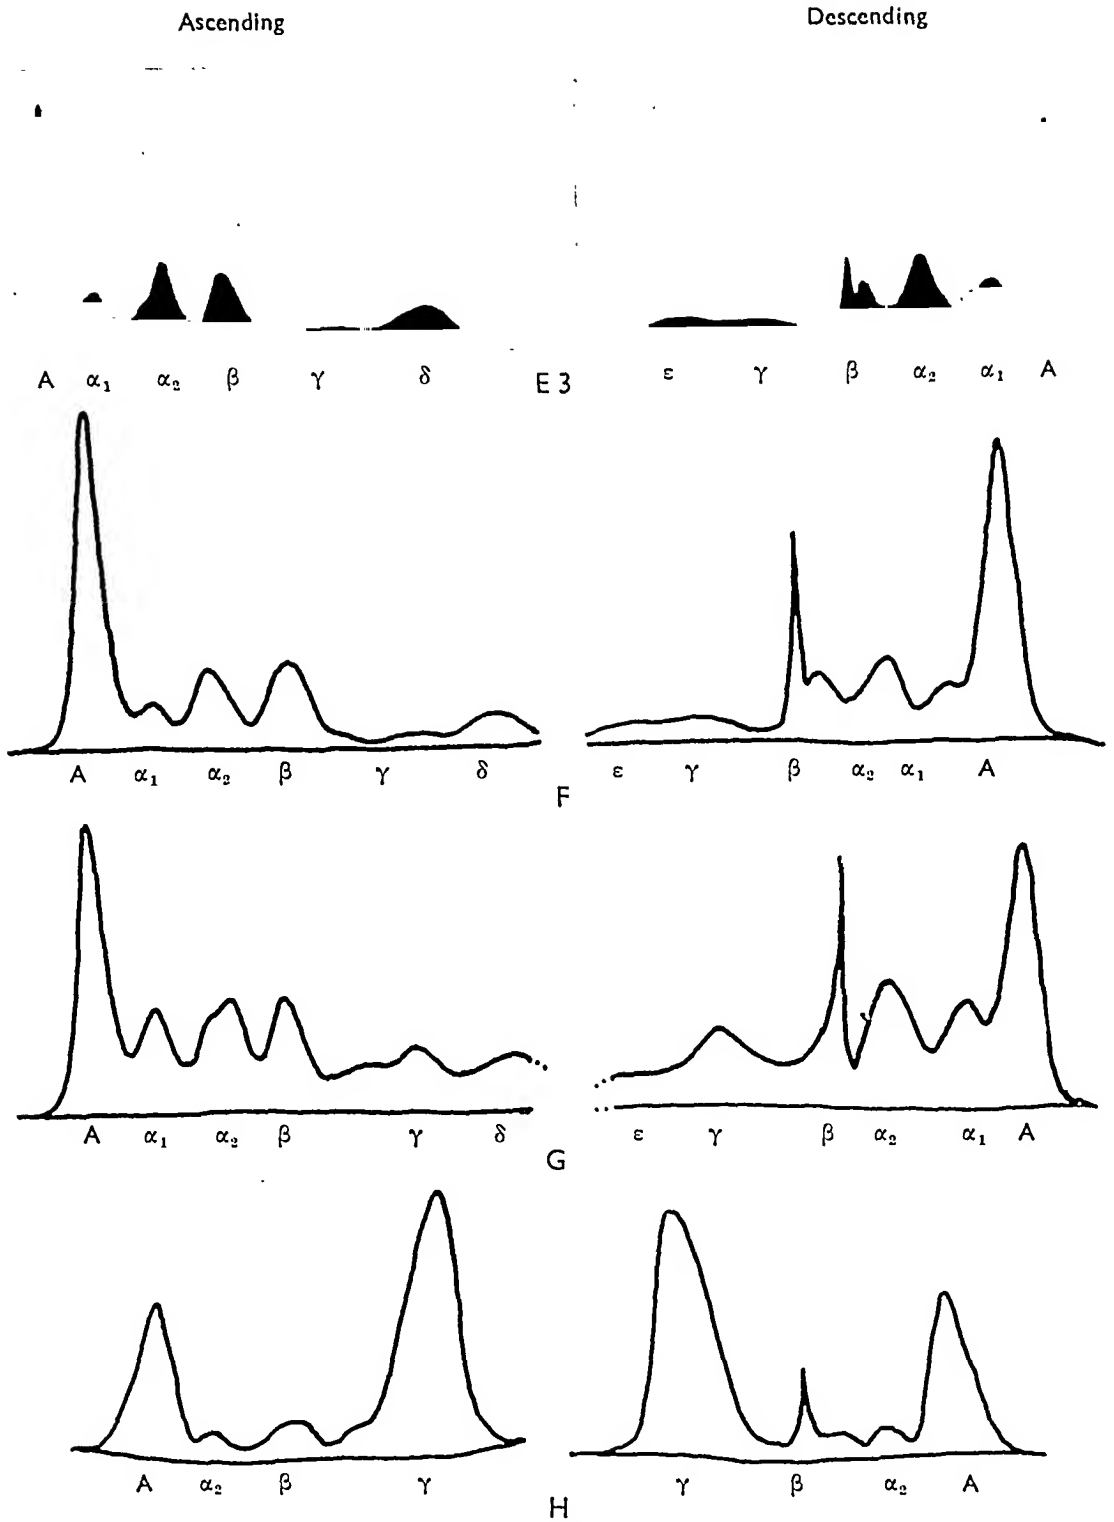 Ascending Descending
A α₁ α₂ β γ δ ε γ β α₂ α₁ A
E 3
A α₁ α₂ β γ δ ε γ β α₂ α₁ A
F
A α₁ α₂ β γ δ ε γ β α₂ α₁ A
G
A α₂ β γ γ β α₂ A
H